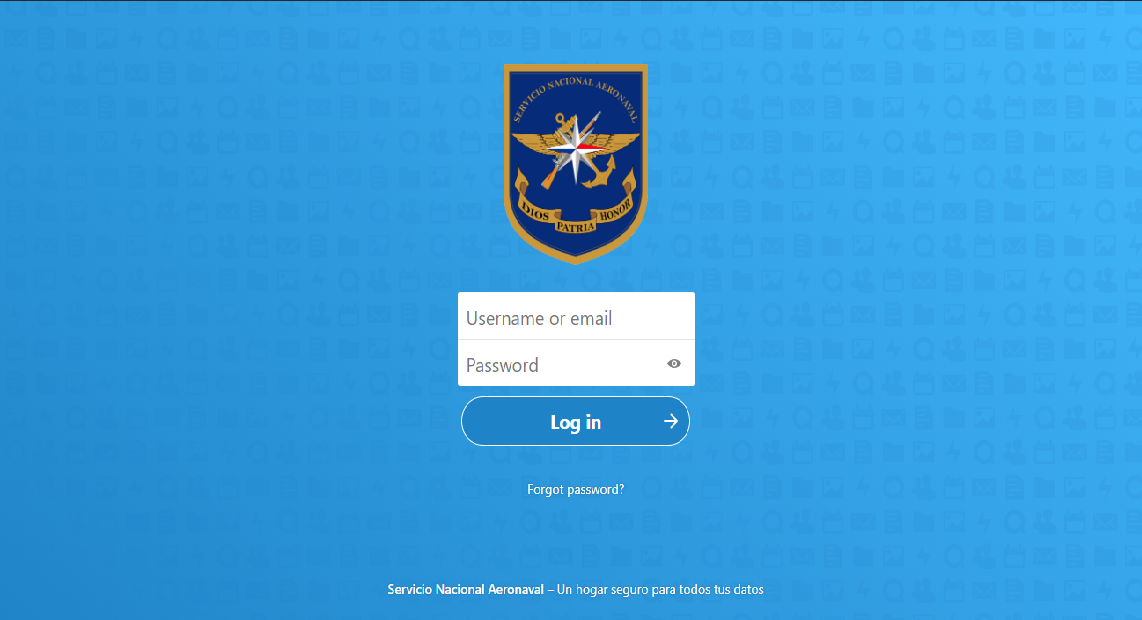 SERVICIO NACIONAL AERONAVAL
DIOS PATRIA HONOR
Username or email
Password
Log in
Forgot password?
Servicio Nacional Aeronaval – Un hogar seguro para todos tus datos